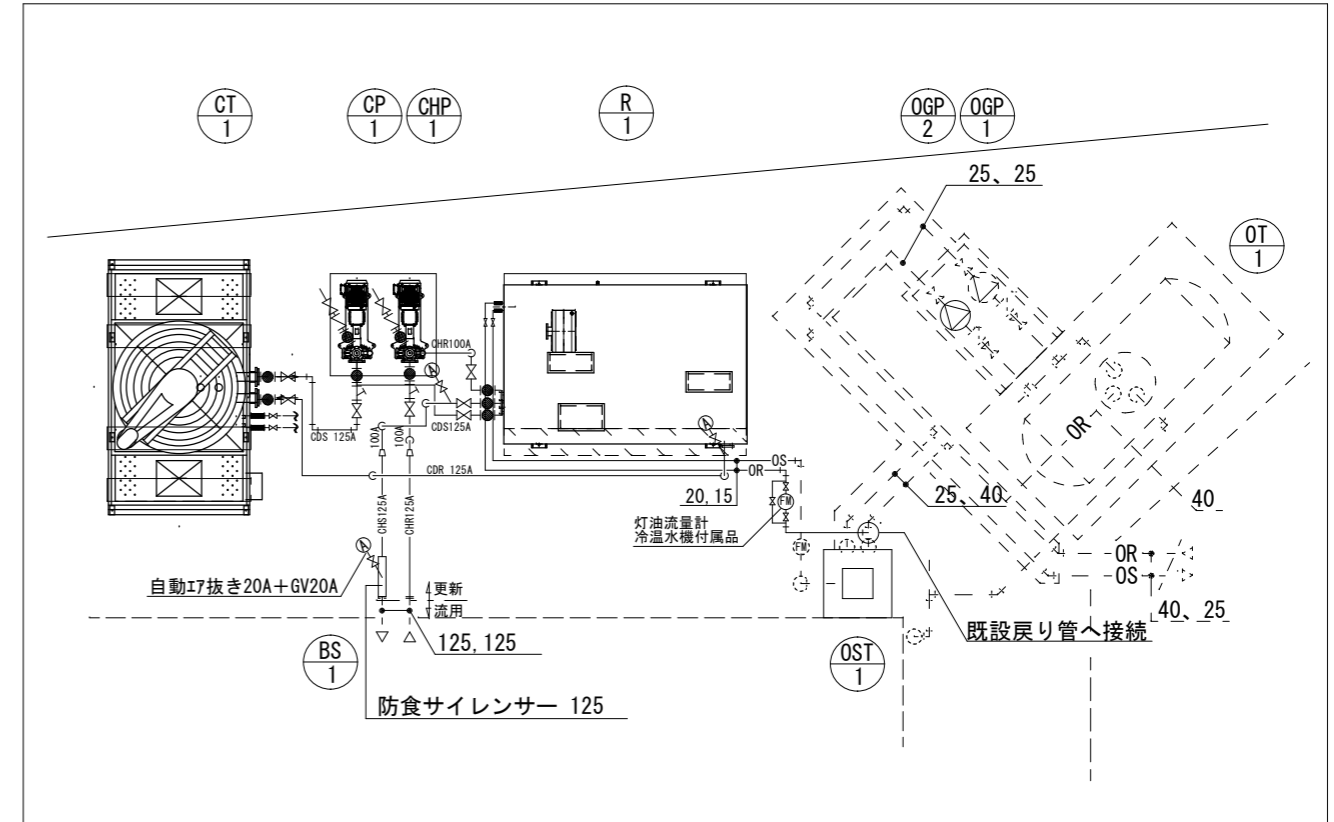 CT
1
CP
1
CHP
1
R
1
OGP
2
OGP
1
25、25
OT
1
CHR100A
CDS 125A
100A
100A
CDS125A
CDR 125A
OR
OS
OR
20,15
FM
25、40
40
灯油流量計
冷温水機付属品
CHS125A
CHR125A
FM
OR
OS
自動ｴｱ抜き20A＋GV20A
更新
流用
40、25
既設戻り管へ接続
125,125
BS
1
OST
1
防食サイレンサー 125